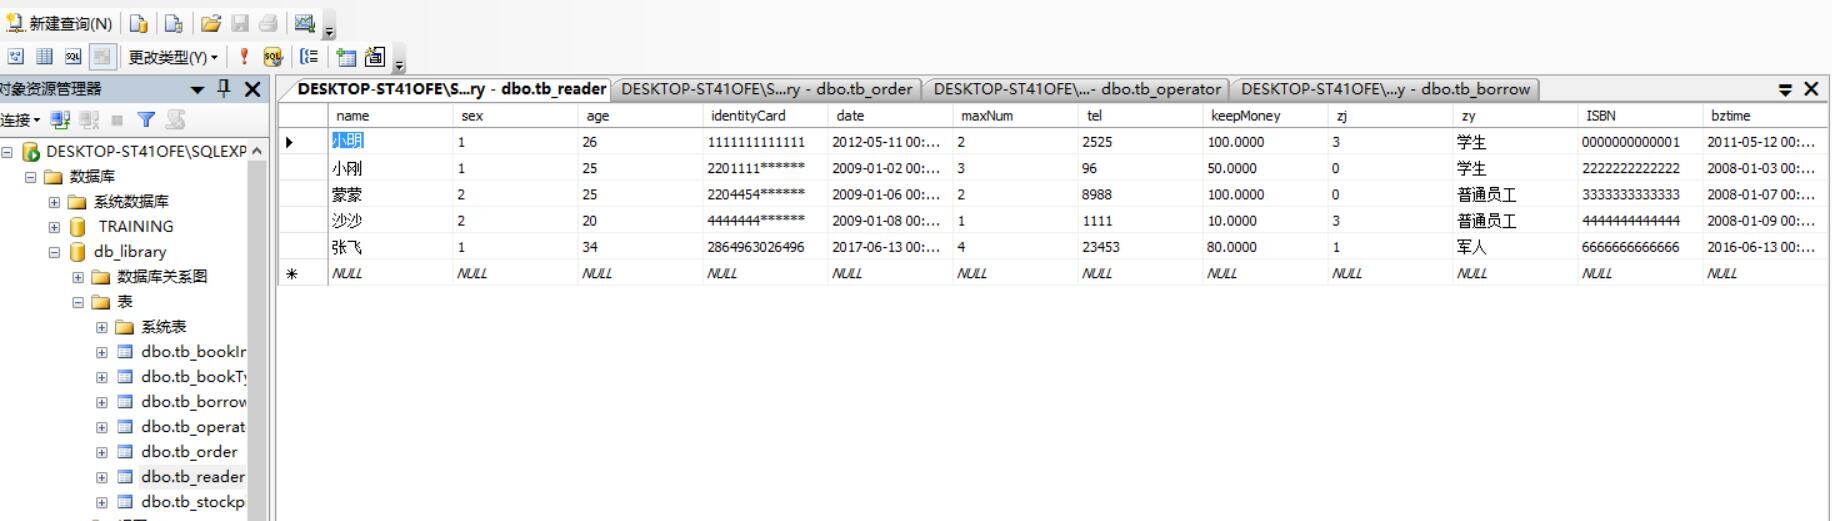 新建查询(N)
更改类型(Y)
对象资源管理器
连接
DESKTOP-ST41OFE\SQLEXP
数据库
系统数据库
TRAINING
db_library
数据库关系图
表
系统表
dbo.tb_bookIr
dbo.tb_bookTy
dbo.tb_borrow
dbo.tb_operat
dbo.tb_order
dbo.tb_reader
dbo.tb_stockp
DESKTOP-ST41OFE\S...ry - dbo.tb_reader DESKTOP-ST41OFE\S...ry - dbo.tb_order DESKTOP-ST41OFE\...- dbo.tb_operator DESKTOP-ST41OFE\...y - dbo.tb_borrow
name sex age identityCard date maxNum tel keepMoney zj zy ISBN bztime
小明 1 26 1111111111111 2012-05-11 00:... 2 2525 100.0000 3 学生 0000000000001 2011-05-12 00:...
小刚 1 25 2201111****** 2009-01-02 00:... 3 96 50.0000 0 学生 2222222222222 2008-01-03 00:...
蒙蒙 2 25 2204454****** 2009-01-06 00:... 2 8988 100.0000 0 普通员工 3333333333333 2008-01-07 00:...
沙沙 2 20 4444444****** 2009-01-08 00:... 1 1111 10.0000 3 普通员工 4444444444444 2008-01-09 00:...
张飞 1 34 2864963026496 2017-06-13 00:... 4 23453 80.0000 1 军人 6666666666666 2016-06-13 00:...
NULL NULL NULL NULL NULL NULL NULL NULL NULL NULL NULL NULL